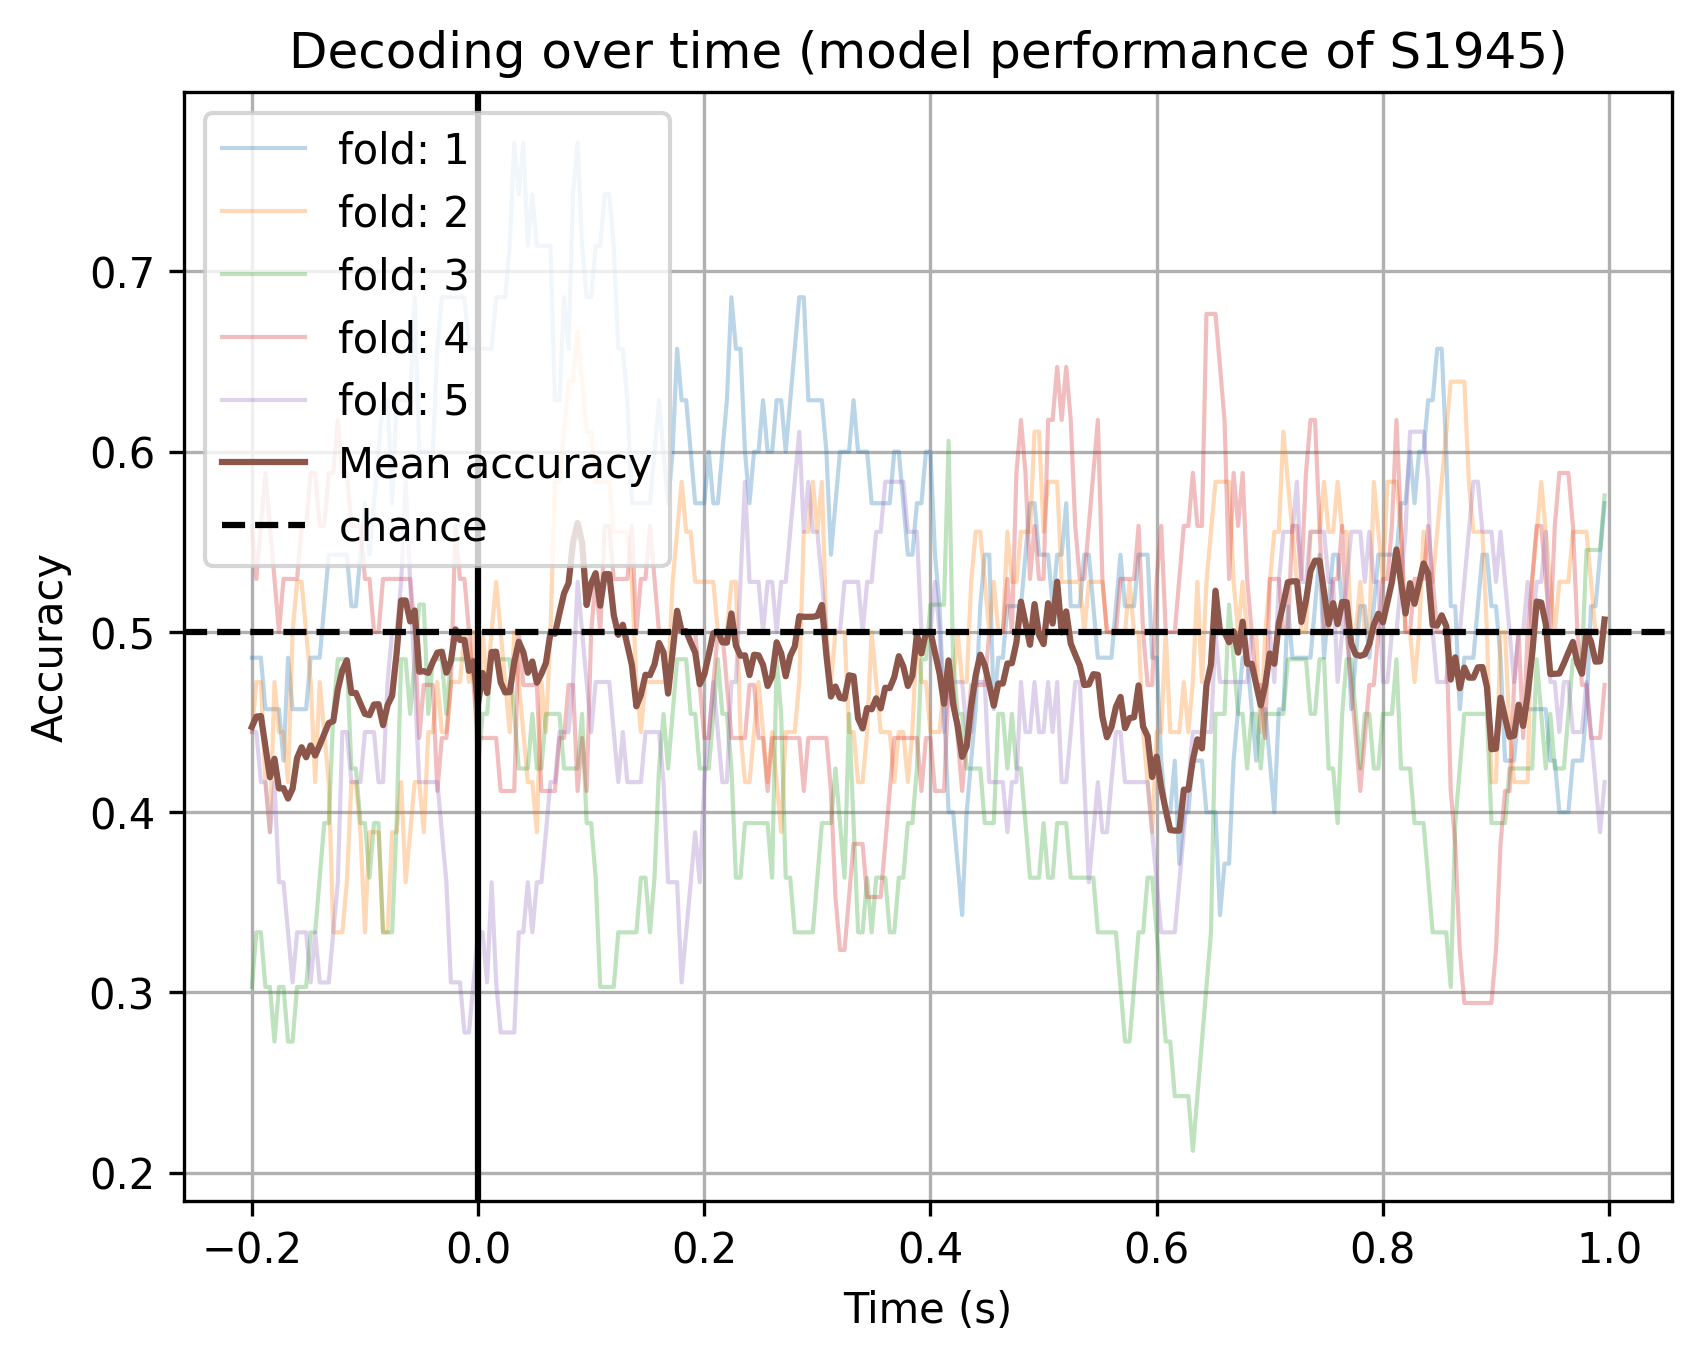 Decoding over time (model performance of S1945)
fold: 1
fold: 2
fold: 3
fold: 4
fold: 5
Mean accuracy
chance
Accuracy
0.7
0.6
0.5
0.4
0.3
0.2
−0.2 0.0 0.2 0.4 0.6 0.8 1.0
Time (s)